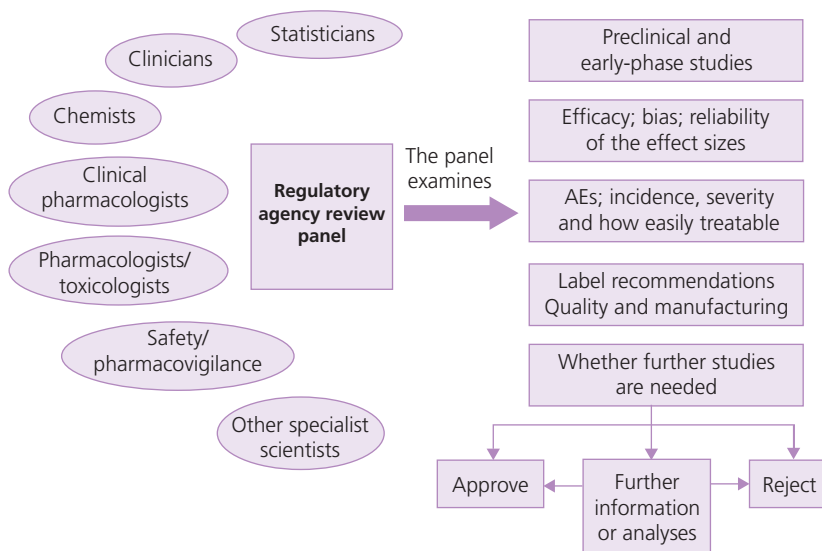 Statisticians
Clinicians
Chemists
Clinical
pharmacologists
Pharmacologists/
toxicologists
Safety/
pharmacovigilance
Other specialist
scientists
Regulatory
agency review
panel
The panel
examines
Preclinical and
early-phase studies
Efficacy; bias; reliability
of the effect sizes
AEs; incidence, severity
and how easily treatable
Label recommendations
Quality and manufacturing
Whether further studies
are needed
Approve
Further
information
or analyses
Reject